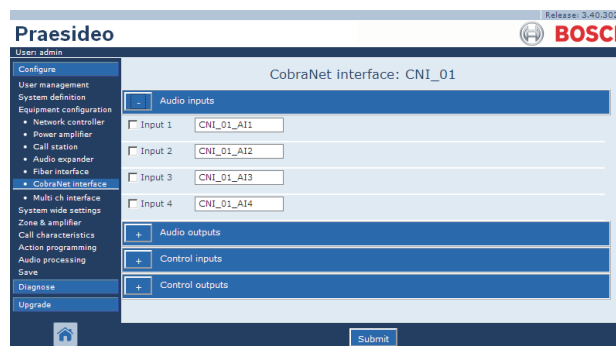 Release: 3.40.302
Praesideo
User: admin
Configure
User management
System definition
Equipment configuration
• Network controller
• Power amplifier
• Call station
• Audio expander
• Fiber interface
• CobraNet interface
• Multi ch interface
System wide settings
Zone & amplifier
Call characteristics
Action programming
Audio processing
Save
Diagnose
Upgrade
CobraNet interface: CNI_01
- Audio inputs
Input 1 CNI_01_AI1
Input 2 CNI_01_AI2
Input 3 CNI_01_AI3
Input 4 CNI_01_AI4
+ Audio outputs
+ Control inputs
+ Control outputs
Submit